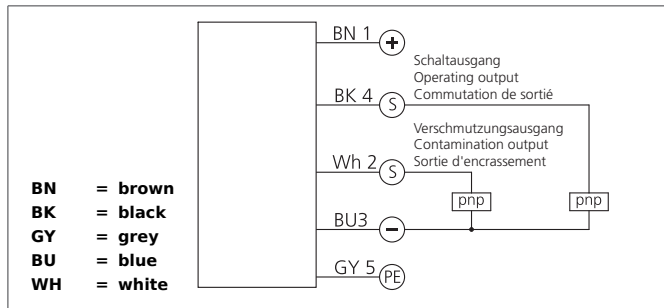 BN 1 +
Schaltausgang
Operating output
Commutation de sortié
BK 4 S
Verschmutzungsausgang
Contamination output
Sortie d'encrassement
Wh 2 S
pnp pnp
BU3 −
GY 5 PE
BN = brown
BK = black
GY = grey
BU = blue
WH = white